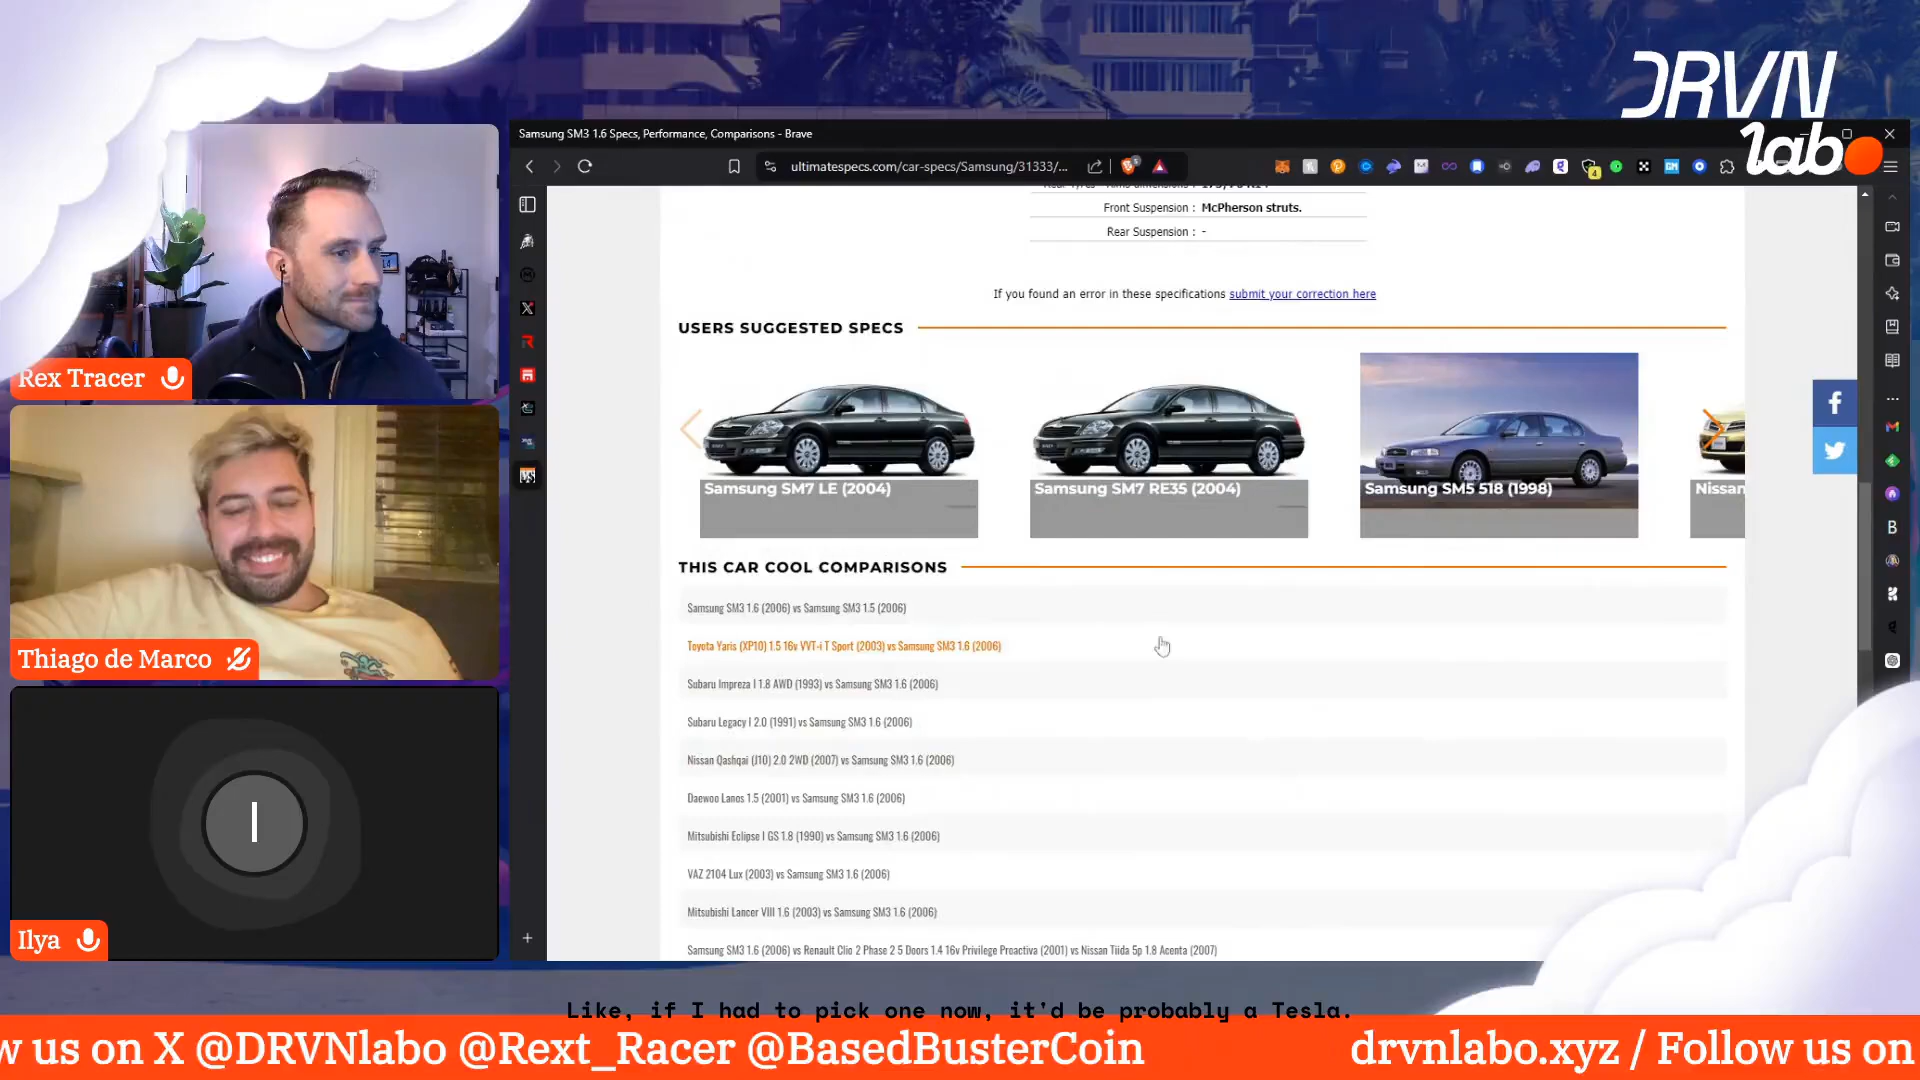 DRVN
labo
Samsung SM3 1.6 Specs, Performance, Comparisons - Brave
ultimatespecs.com/car-specs/Samsung/31333/...
Front Suspension : McPherson struts.
Rear Suspension : -
If you found an error in these specifications submit your correction here
USERS SUGGESTED SPECS
Samsung SM7 LE (2004)
Samsung SM7 RE35 (2004)
Samsung SM5 518 (1998)
Nissan
THIS CAR COOL COMPARISONS
Samsung SM3 1.6 (2006) vs Samsung SM3 1.5 (2006)
Toyota Yaris (XP10) 1.5 16v VVT-i T Sport (2003) vs Samsung SM3 1.6 (2006)
Subaru Impreza I 1.8 AWD (1993) vs Samsung SM3 1.6 (2006)
Subaru Legacy I 2.0 (1991) vs Samsung SM3 1.6 (2006)
Nissan Qashqai (J10) 2.0 2WD (2007) vs Samsung SM3 1.6 (2006)
Daewoo Lanos 1.5 (2001) vs Samsung SM3 1.6 (2006)
Mitsubishi Eclipse I GS 1.8 (1990) vs Samsung SM3 1.6 (2006)
VAZ 2104 Lux (2003) vs Samsung SM3 1.6 (2006)
Mitsubishi Lancer VIII 1.6 (2003) vs Samsung SM3 1.6 (2006)
Samsung SM3 1.6 (2006) vs Renault Clio 2 Phase 2 5 Doors 1.4 16v Privilege Proactiva (2001) vs Nissan Tiida 5p 1.8 Acenta (2007)
Rex Tracer
Thiago de Marco
I
Ilya
Like, if I had to pick one now, it'd be probably a Tesla.
w us on X @DRVNlabo @Rext_Racer @BasedBusterCoin
drvnlabo.xyz / Follow us on